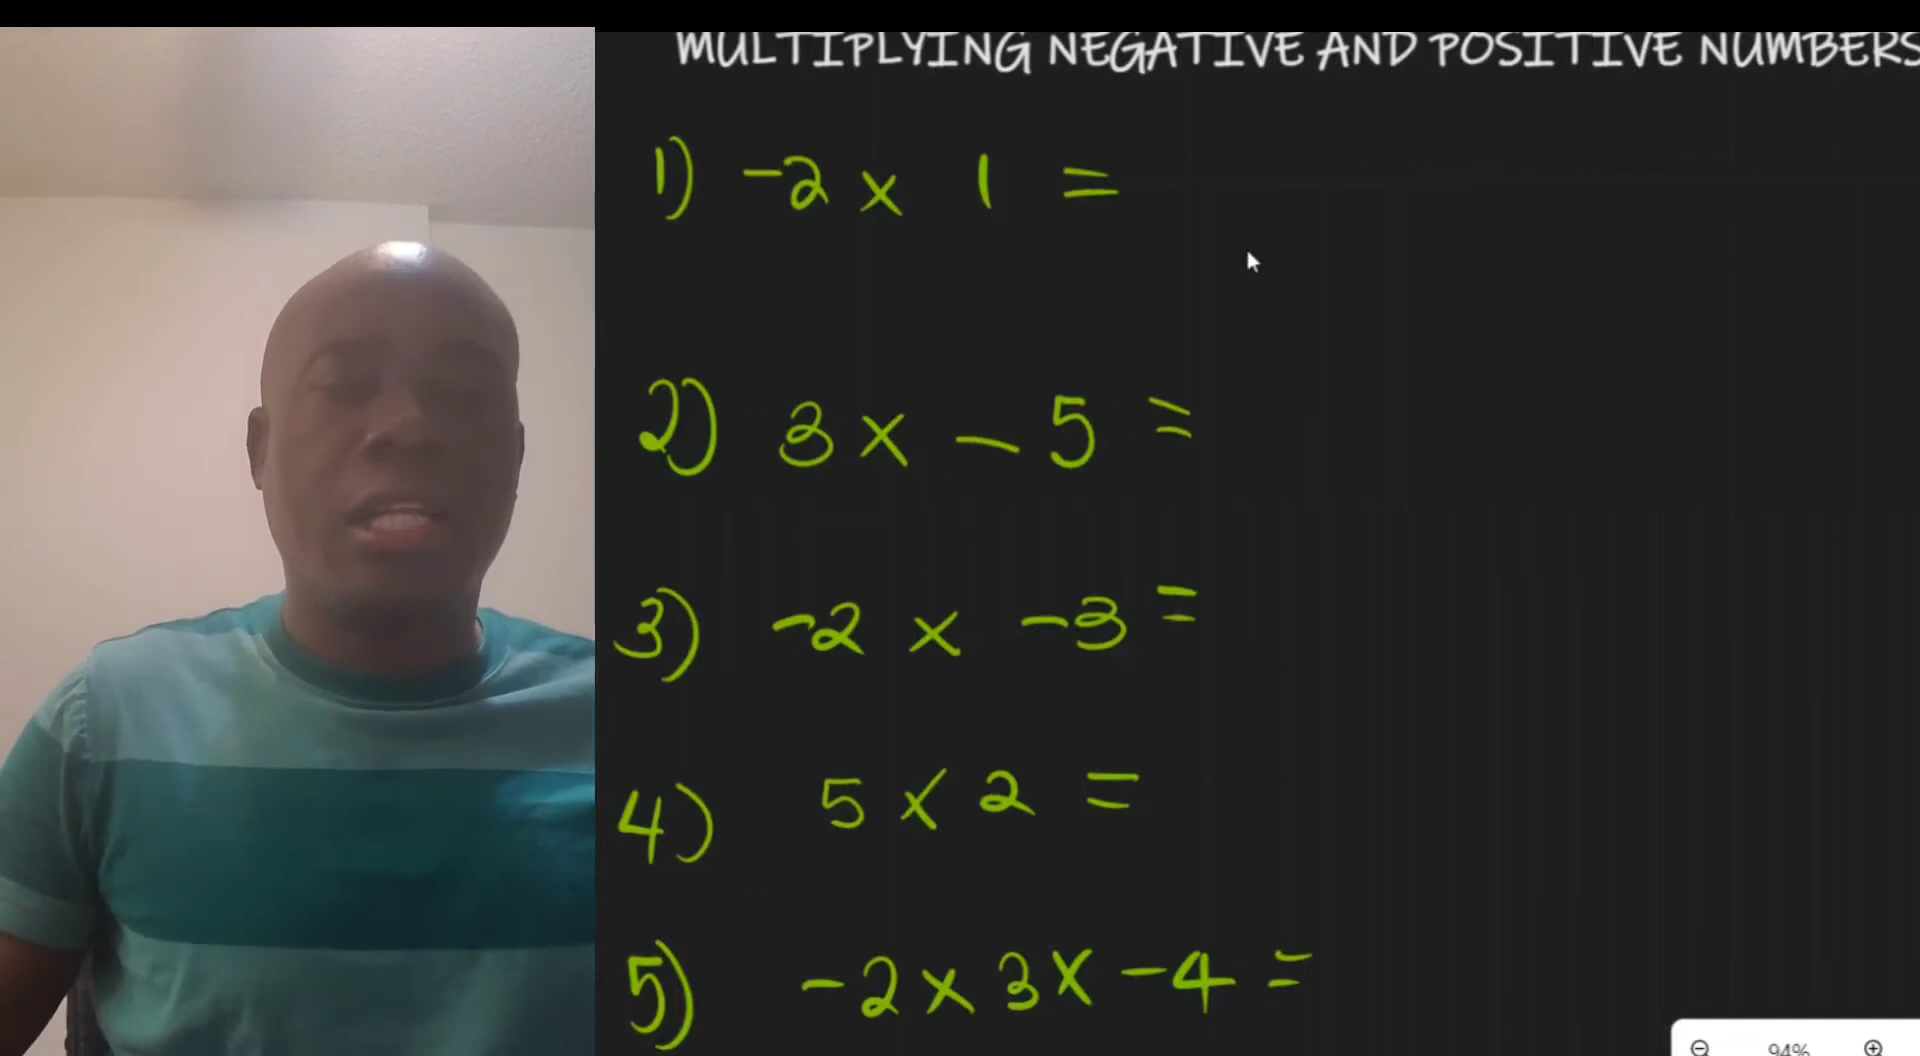 MULTIPLYING NEGATIVE AND POSITIVE NUMBERS
1) -2 x 1 =
2) 3 x - 5 =
3) -2 x -3 =
4) 5 x 2 =
5) -2 x 3 x -4 =
94%